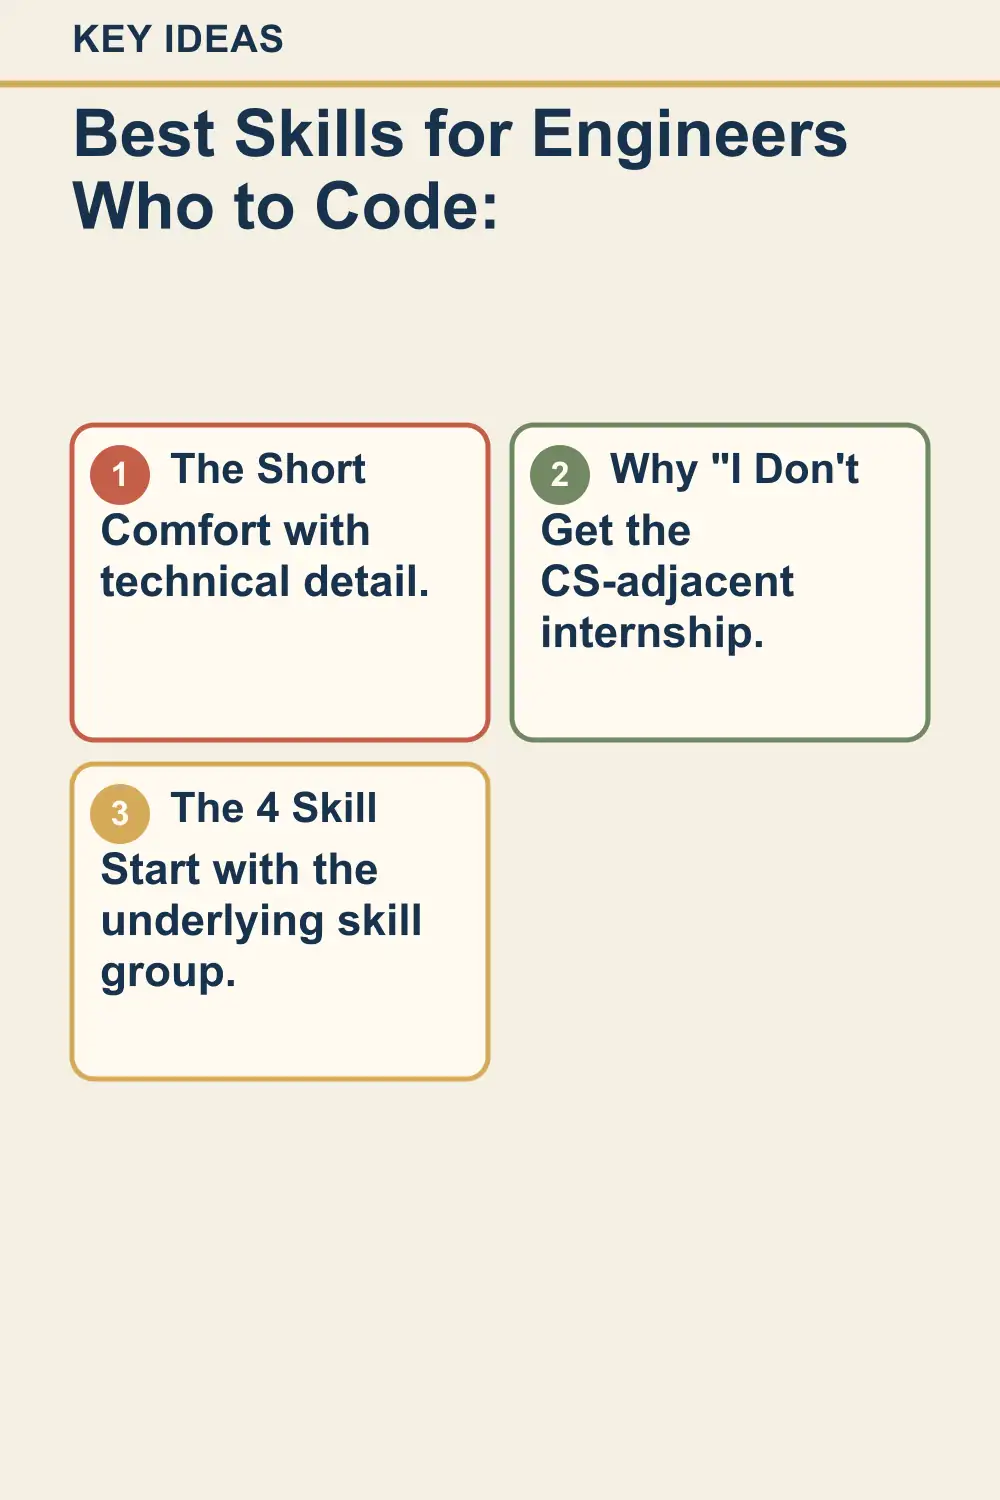 KEY IDEAS
Best Skills for Engineers
Who to Code:
1 The Short
Comfort with
technical detail.
2 Why "I Don't
Get the
CS-adjacent
internship.
3 The 4 Skill
Start with the
underlying skill
group.